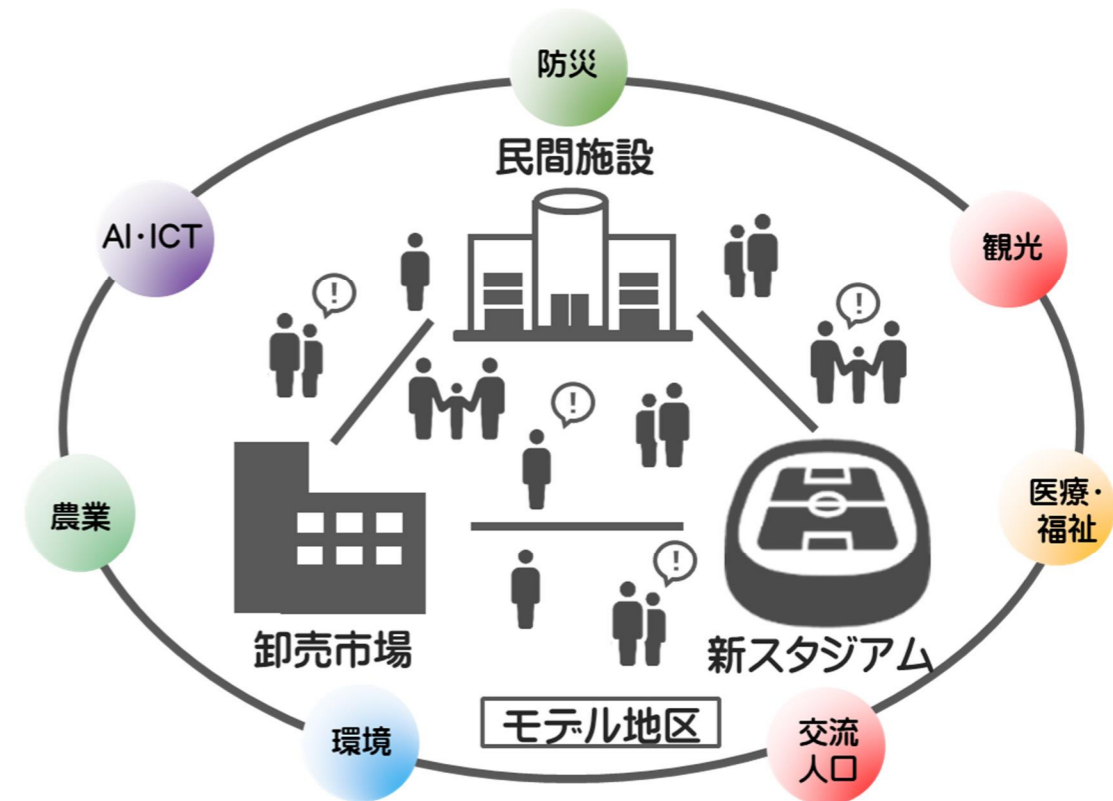 防災
民間施設
AI・ICT
観光
!
!
!
農業
医療・
福祉
!
卸売市場
新スタジアム
モデル地区
環境
交流
人口